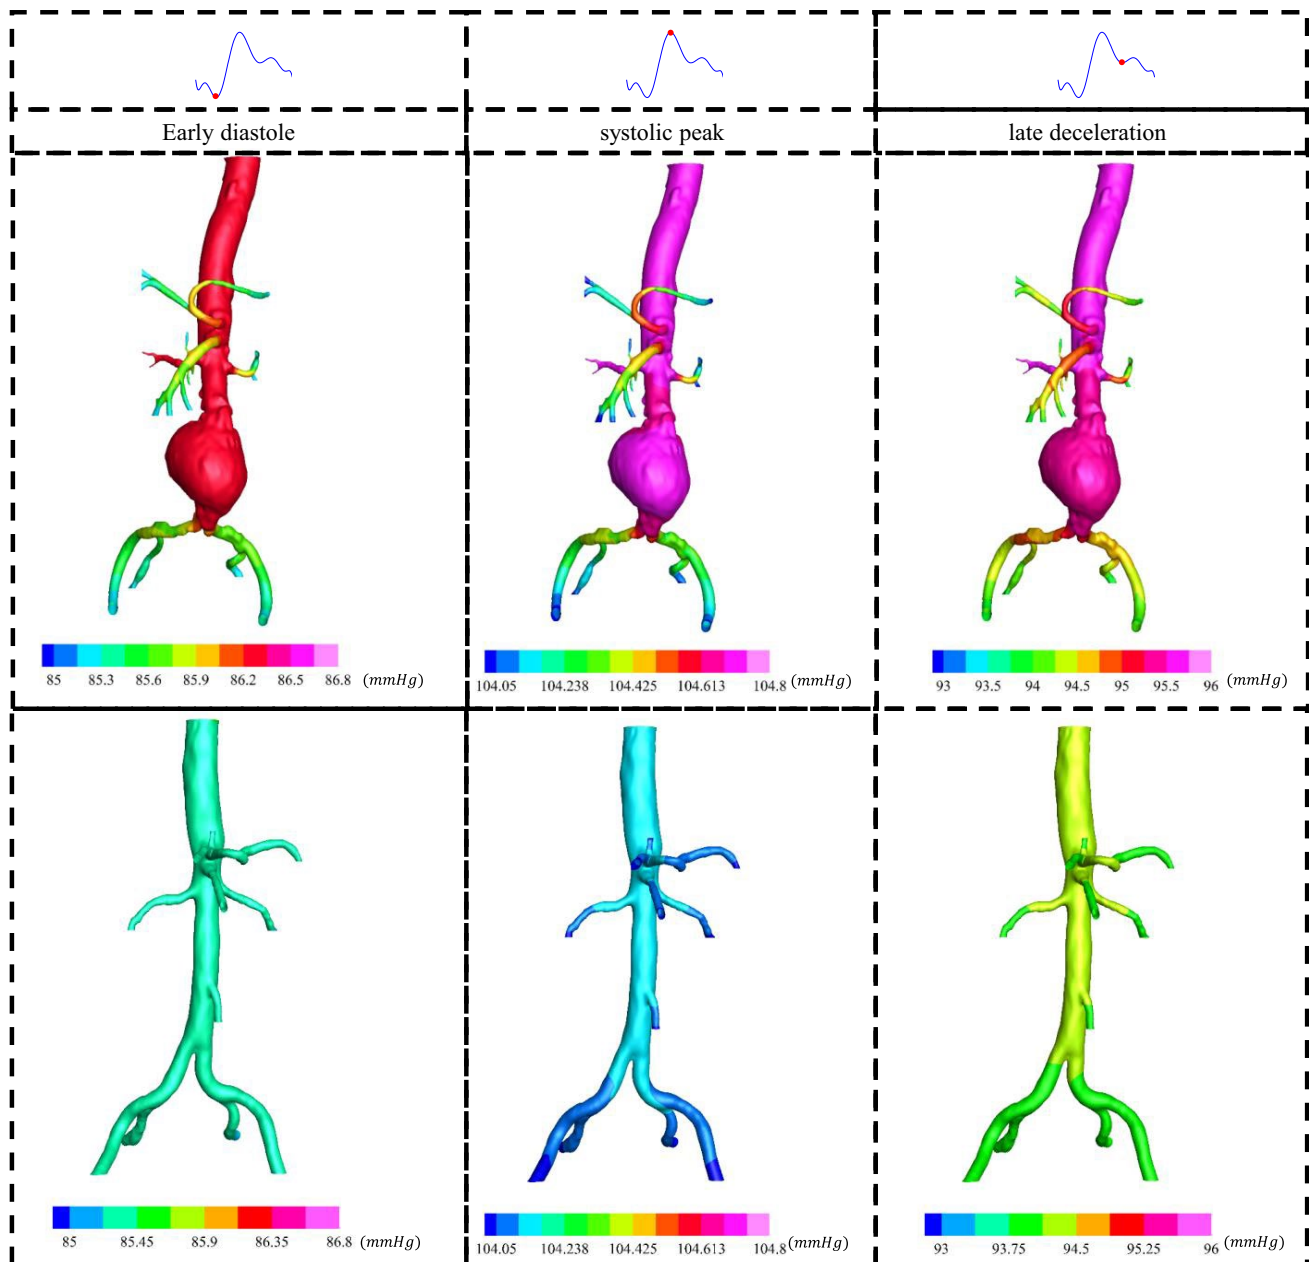 Early diastole systolic peak late deceleration
85 85.3 85.6 85.9 86.2 86.5 86.8 (mmHg)
104.05 104.238 104.425 104.613 104.8 (mmHg)
93 93.5 94 94.5 95 95.5 96 (mmHg)
85 85.45 85.9 86.35 86.8 (mmHg)
104.05 104.238 104.425 104.613 104.8 (mmHg)
93 93.75 94.5 95.25 96 (mmHg)